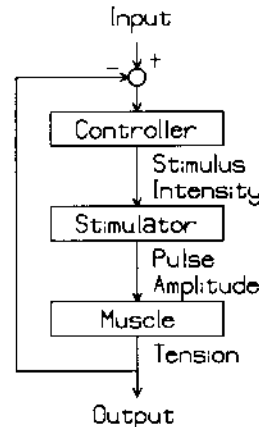 Input
- +
Controller
Stimulus
Intensity
Stimulator
Pulse
Amplitude
Muscle
Tension
Output